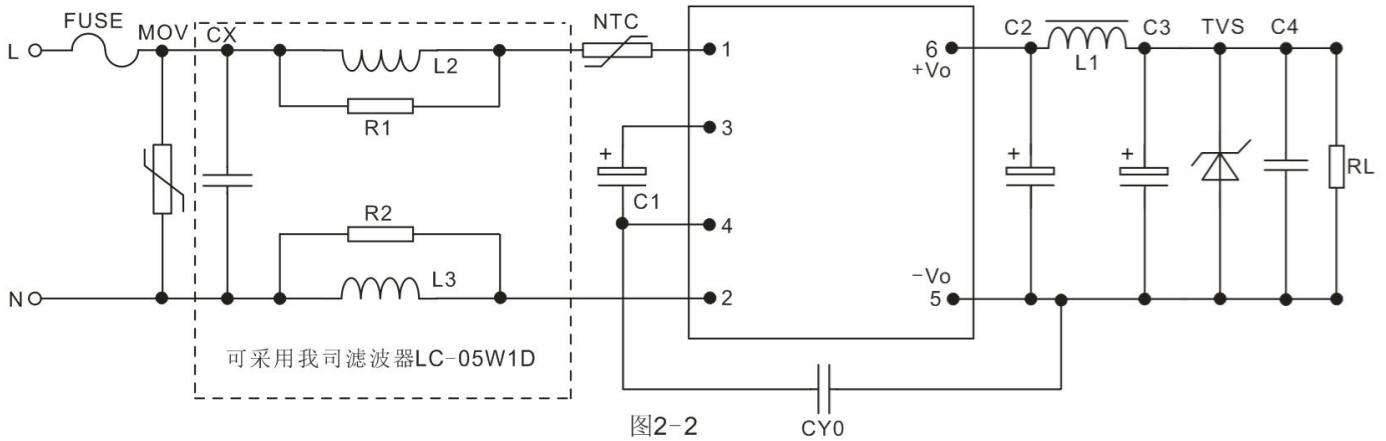 FUSE
MOV
CX
NTC
L
L2
R1
1
3
C1
4
R2
L3
N
2
6
+Vo
-Vo
5
C2
L1
C3
TVS
C4
RL
可采用我司滤波器LC-05W1D
图2-2
CY0